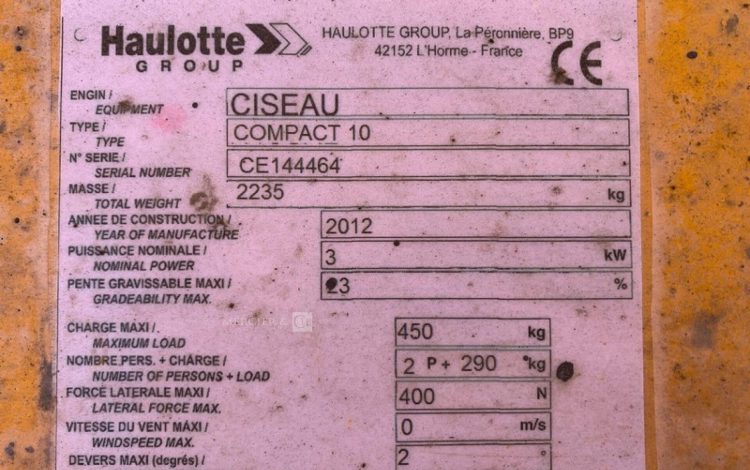 Haulotte
GROUP
HAULOTTE GROUP, La Péronnière, BP9
42152 L'Horme - France
CE
ENGIN /
EQUIPMENT
CISEAU
TYPE /
TYPE
COMPACT 10
N° SERIE /
SERIAL NUMBER
CE144464
MASSE /
TOTAL WEIGHT
2235 kg
ANNEE DE CONSTRUCTION /
YEAR OF MANUFACTURE
2012
PUISSANCE NOMINALE /
NOMINAL POWER
3 kW
PENTE GRAVISSABLE MAXI /
GRADEABILITY MAX.
23 %
CHARGE MAXI /.
MAXIMUM LOAD
450 kg
NOMBRE PERS. + CHARGE /
NUMBER OF PERSONS + LOAD
2 P + 290 kg
FORCE LATERALE MAXI /
LATERAL FORCE MAX.
400 N
VITESSE DU VENT MAXI /
WINDSPEED MAX.
0 m/s
DEVERS MAXI (degrés) /
2 °